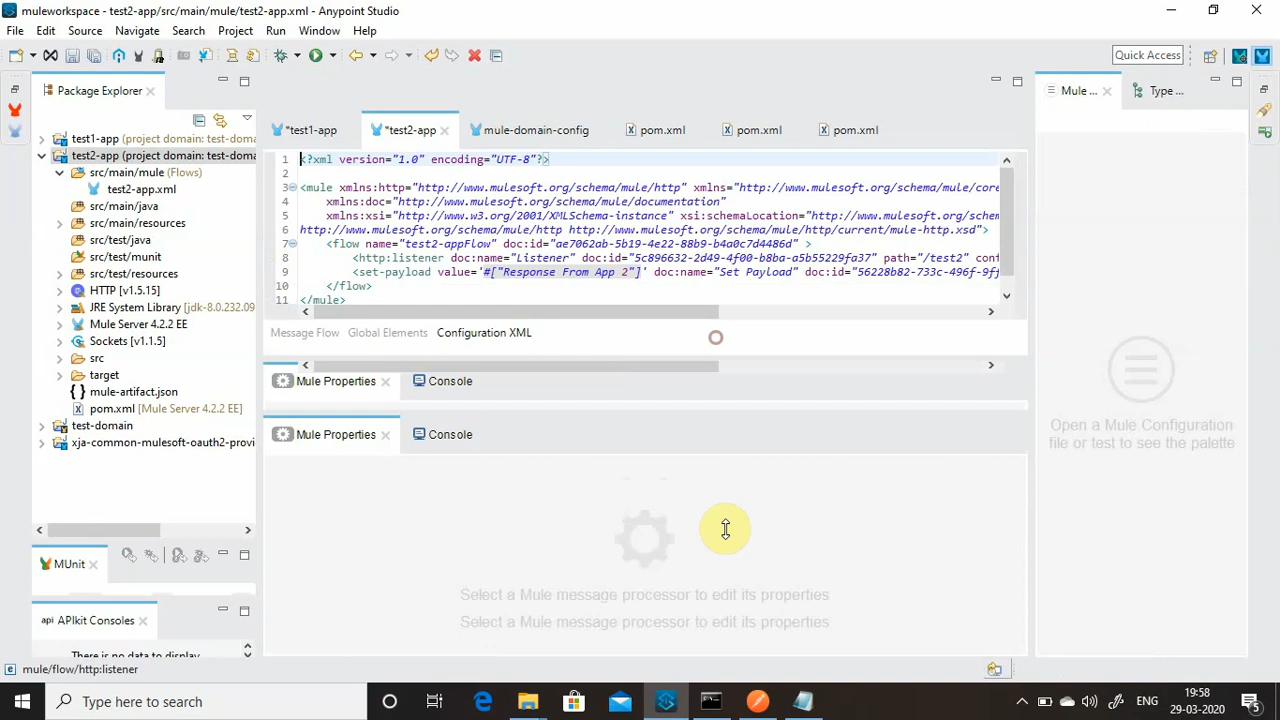 muleworkspace - test2-app/src/main/mule/test2-app.xml - Anypoint Studio
File Edit Source Navigate Search Project Run Window Help
Quick Access
Package Explorer
test1-app (project domain: test-doma
test2-app (project domain: test-doma
src/main/mule (Flows)
test2-app.xml
src/main/java
src/main/resources
src/test/java
src/test/munit
src/test/resources
HTTP [v1.5.15]
JRE System Library [jdk-8.0.232.09
Mule Server 4.2.2 EE
Sockets [v1.1.5]
src
target
mule-artifact.json
pom.xml [Mule Server 4.2.2 EE]
test-domain
xja-common-mulesoft-oauth2-provi
MUnit
api APIkit Consoles
There is no data to display
*test1-app *test2-app mule-domain-config pom.xml pom.xml pom.xml
1 <?xml version="1.0" encoding="UTF-8"?>
2
3 <mule xmlns:http="http://www.mulesoft.org/schema/mule/http" xmlns="http://www.mulesoft.org/schema/mule/core
4 xmlns:doc="http://www.mulesoft.org/schema/mule/documentation"
5 xmlns:xsi="http://www.w3.org/2001/XMLSchema-instance" xsi:schemaLocation="http://www.mulesoft.org/schem
6 http://www.mulesoft.org/schema/mule/http http://www.mulesoft.org/schema/mule/http/current/mule-http.xsd">
7 <flow name="test2-appFlow" doc:id="ae7062ab-5b19-4e22-88b9-b4a0c7d4486d" >
8 <http:listener doc:name="Listener" doc:id="5c896632-2d49-4f00-b8ba-a5b55229fa37" path="/test2" conf
9 <set-payload value='#["Response From App 2"]' doc:name="Set Payload" doc:id="56228b82-733c-496f-9ff
10 </flow>
11 </mule>
Message Flow Global Elements Configuration XML
Mule Properties Console
Mule Properties Console
Select a Mule message processor to edit its properties
Select a Mule message processor to edit its properties
Mule ... Type ...
Open a Mule Configuration
file or test to see the palette
mule/flow/http:listener
Type here to search
ENG
19:58
29-03-2020
5